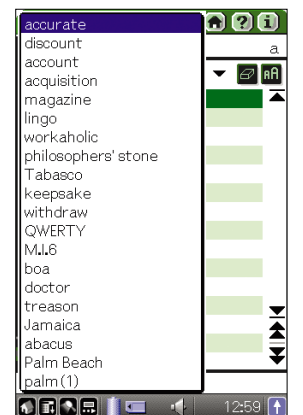 accurate
discount
account
a
acquisition
magazine
AA
lingo
workaholic
philosophers' stone
Tabasco
keepsake
withdraw
QWERTY
M.I.6
boa
doctor
treason
Jamaica
abacus
Palm Beach
palm (1)
12:59